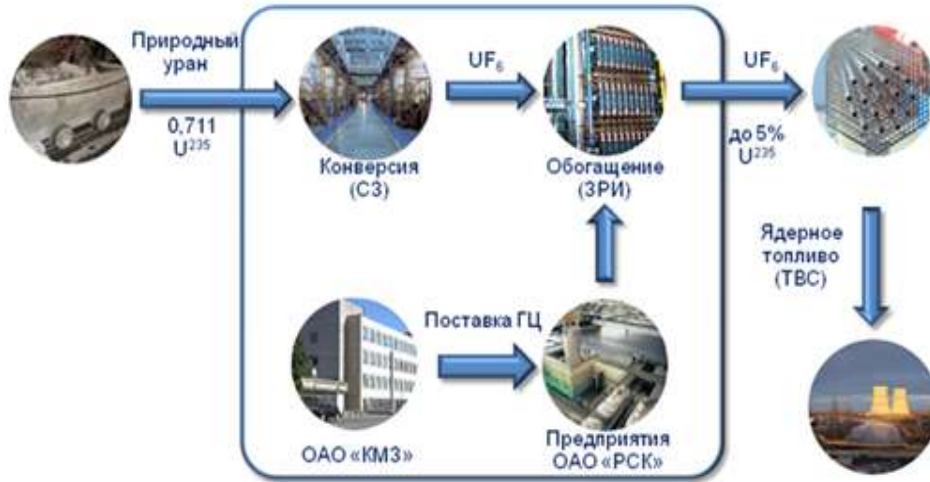 Природный
уран
0,711
U²³⁵
UF₆
UF₆
до 5%
U²³⁵
Конверсия
(СЗ)
Обогащение
(ЗРИ)
Ядерное
топливо
(ТВС)
Поставка ГЦ
ОАО «КМЗ»
Предприятия
ОАО «РСК»